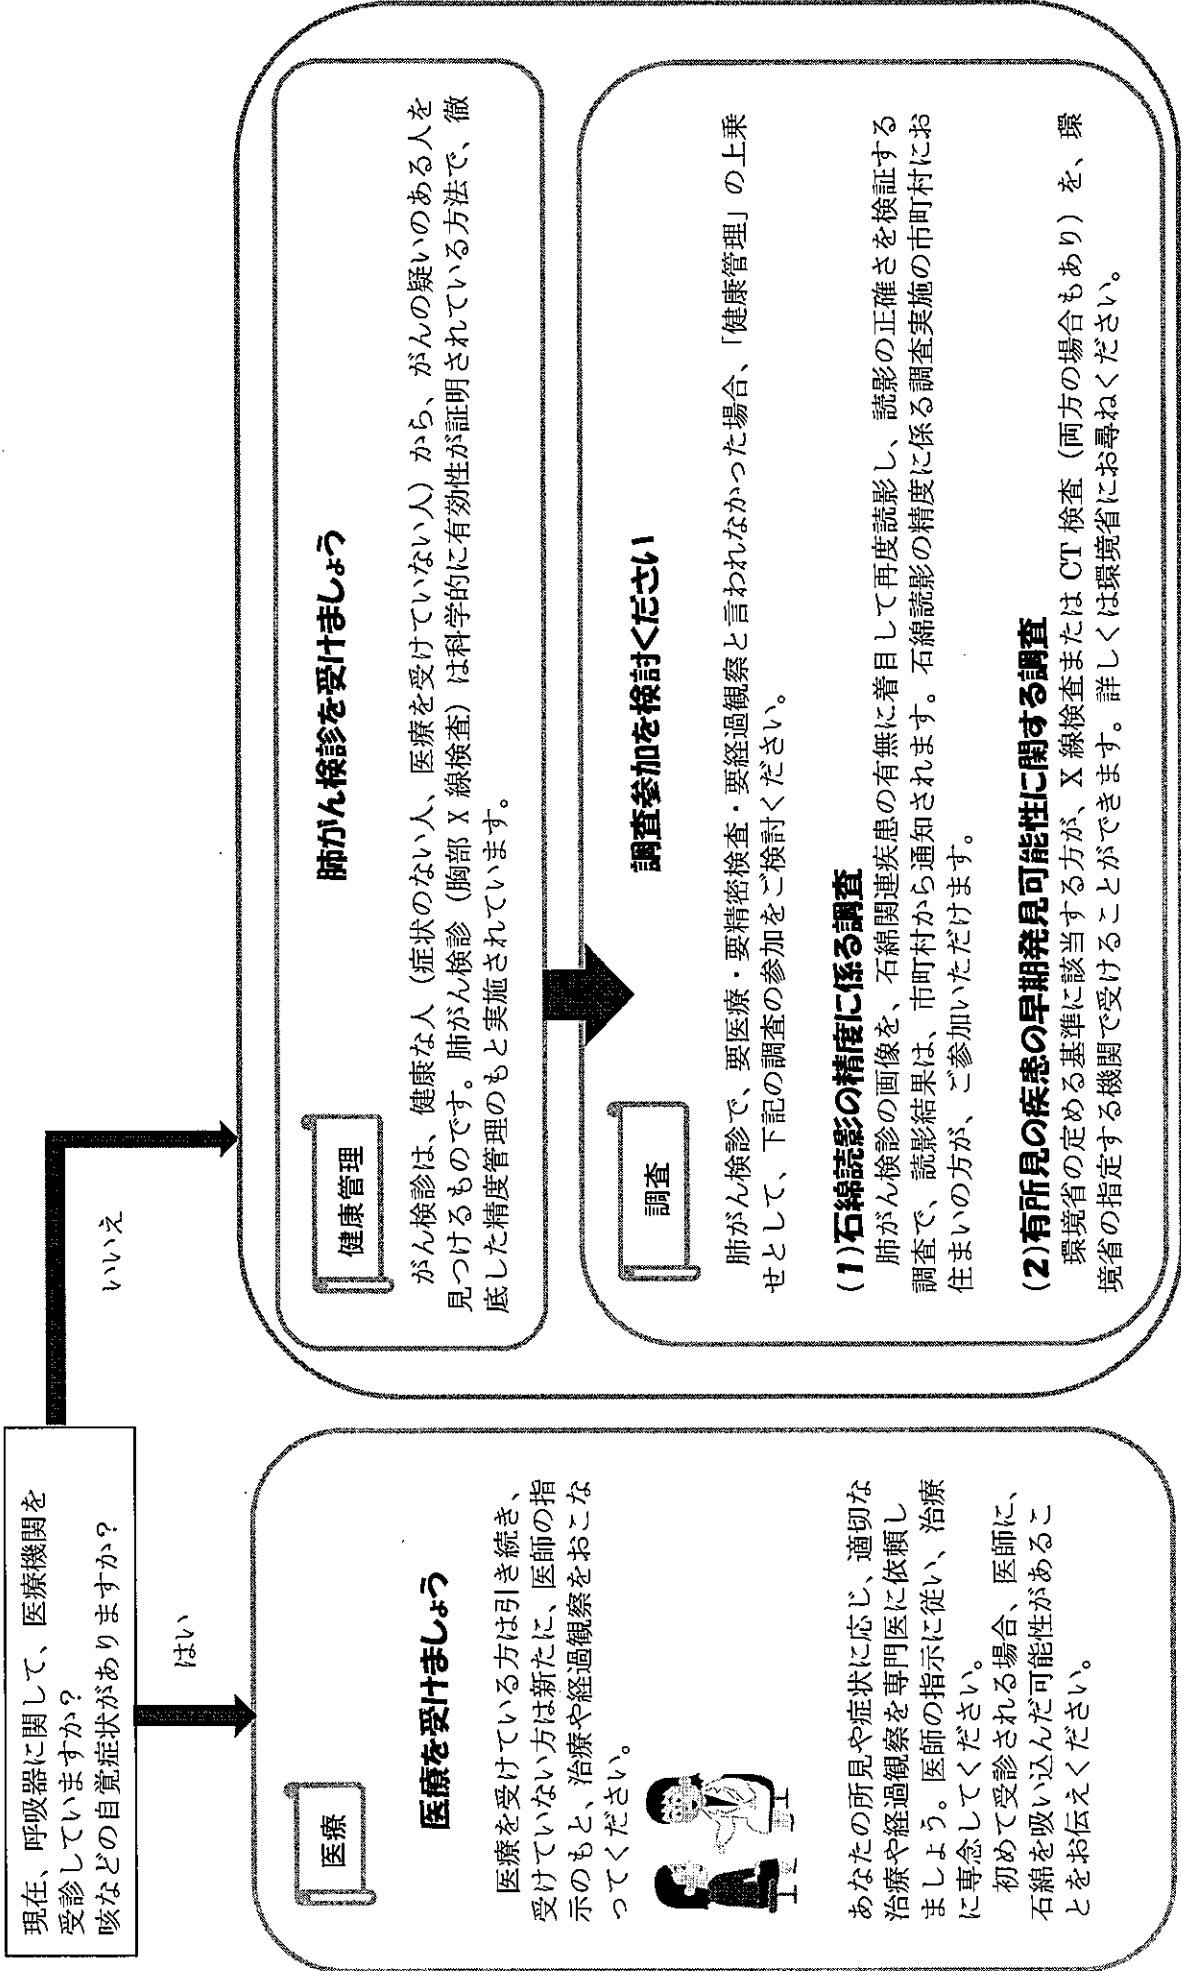 現在、呼吸器に関して、医療機関を
受診していますか？
咳などの自覚症状がありますか？
はい
いいえ
医療
医療を受けましょう
医療を受けている方は引き続き、
受けていない方は新たに、医師の指
示のもと、治療や経過観察をおこな
ってください。
あなたの所見や症状に応じ、適切な
治療や経過観察を専門医に依頼し
ましょう。医師の指示に従い、治療
に専念してください。
初めて受診される場合、医師に、
石綿を吸い込んだ可能性があるこ
とをお伝えください。
健康管理
肺がん検診を受けましょう
がん検診は、健康な人（症状のない人、医療を受けていない人）から、がんの疑いのある人を
見つけるものです。肺がん検診（胸部 X 線検査）は科学的に有効性が証明されている方法で、徹
底した精度管理のもと実施されています。
調査
調査参加を検討ください
肺がん検診で、要医療・要精密検査・要経過観察と言われなかった場合、「健康管理」の上乗
せとして、下記の調査の参加をご検討ください。
(1)石綿読影の精度に係る調査
肺がん検診の画像を、石綿関連疾患の有無に着目して再度読影し、読影の正確さを検証する
調査で、読影結果は、市町村から通知されます。石綿読影の精度に係る調査実施の市町村にお
住まいの方が、ご参加いただけます。
(2)有所見の疾患の早期発見可能性に関する調査
環境省の定める基準に該当する方が、X 線検査または CT 検査（両方の場合もあり）を、環
境省の指定する機関で受けることができます。詳しくは環境省にお尋ねください。